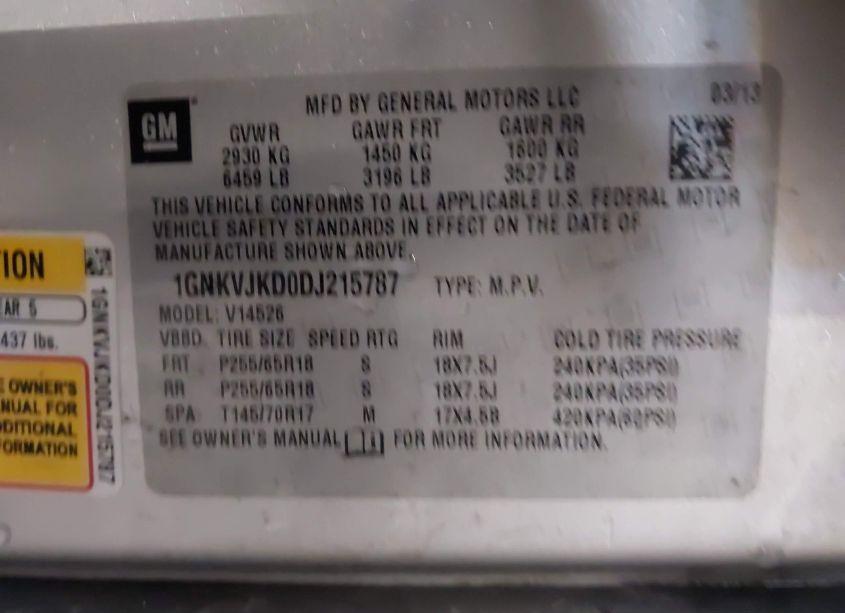 MFD BY GENERAL MOTORS LLC 03/13
GM
GVWR GAWR FRT GAWR RR
2930 KG 1450 KG 1600 KG
6459 LB 3196 LB 3527 LB
THIS VEHICLE CONFORMS TO ALL APPLICABLE U.S. FEDERAL MOTOR
VEHICLE SAFETY STANDARDS IN EFFECT ON THE DATE OF
MANUFACTURE SHOWN ABOVE.
1GNKVJKD0DJ215787 TYPE: M.P.V.
MODEL: V14526
VBBD. TIRE SIZE SPEED RTG RIM COLD TIRE PRESSURE
FRT P255/65R18 S 18X7.5J 240KPA(35PSI)
RR P255/65R18 S 18X7.5J 240KPA(35PSI)
SPA T145/70R17 M 17X4.5B 420KPA(60PSI)
SEE OWNER'S MANUAL FOR MORE INFORMATION.
TION
EAR 5
437 lbs.
E OWNER'S
NUAL FOR
DDITIONAL
FORMATION
1GNKVJKD0DJ215787